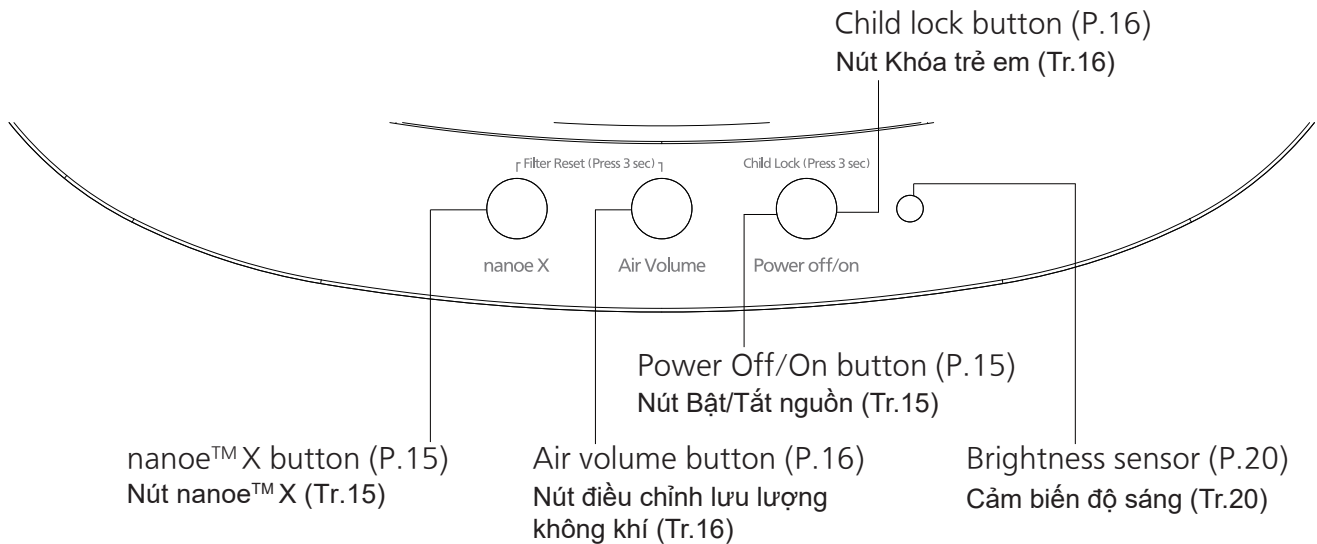 Child lock button (P.16)
Nút Khóa trẻ em (Tr.16)
Filter Reset (Press 3 sec)
Child Lock (Press 3 sec)
nanoe X
Air Volume
Power off/on
Power Off/On button (P.15)
Nút Bật/Tắt nguồn (Tr.15)
nanoe™ X button (P.15)
Nút nanoe™ X (Tr.15)
Air volume button (P.16)
Nút điều chỉnh lưu lượng
không khí (Tr.16)
Brightness sensor (P.20)
Cảm biến độ sáng (Tr.20)